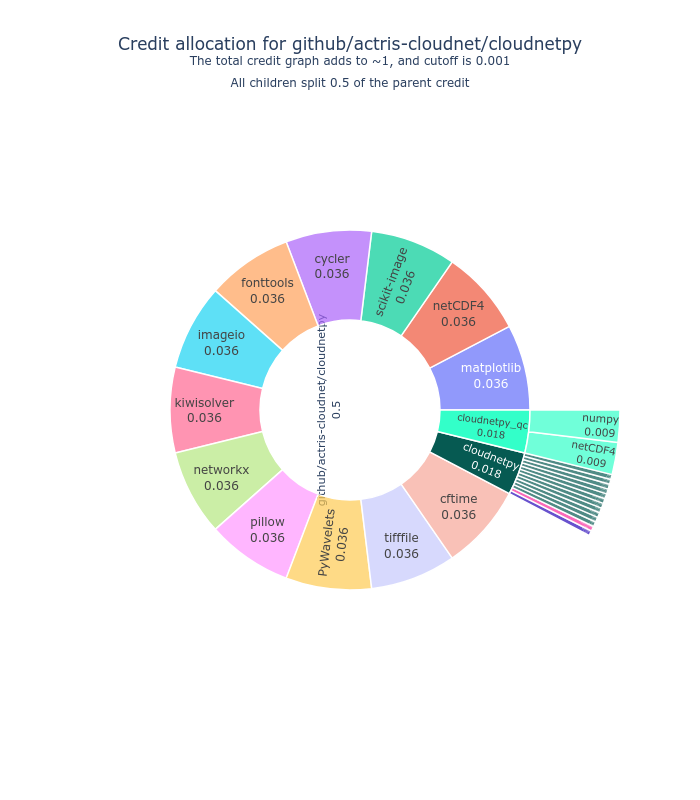 Credit allocation for github/actris-cloudnet/cloudnetpy
The total credit graph adds to ~1, and cutoff is 0.001
All children split 0.5 of the parent credit
cycler
0.036
scikit-image
0.036
fonttools
0.036
netCDF4
0.036
imageio
0.036
matplotlib
0.036
github/actris-cloudnet/cloudnetpy
0.5
kiwisolver
0.036
cloudnetpy_qc
0.018
numpy
0.009
netCDF4
0.009
cloudnetpy
0.018
networkx
0.036
cftime
0.036
pillow
0.036
PyWavelets
0.036
tifffile
0.036